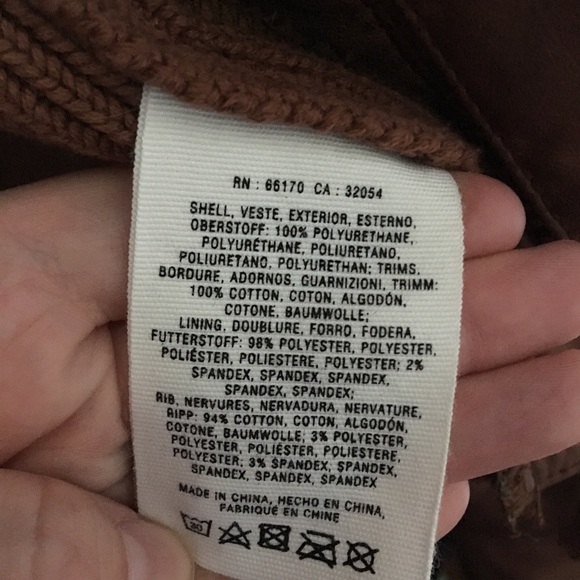 RN : 66170 CA : 32054
SHELL, VESTE, EXTERIOR, ESTERNO,
OBERSTOFF: 100% POLYURETHANE,
POLYURÉTHANE, POLIURETANO,
POLIURETANO, POLYURETHAN; TRIMS,
BORDURE, ADORNOS, GUARNIZIONI, TRIMM:
100% COTTON, COTON, ALGODÓN,
COTONE, BAUMWOLLE;
LINING, DOUBLURE, FORRO, FODERA,
FUTTERSTOFF: 98% POLYESTER, POLYESTER,
POLIÉSTER, POLIESTERE, POLYESTER; 2%
SPANDEX, SPANDEX, SPANDEX,
SPANDEX, SPANDEX;
RIB, NERVURES, NERVADURA, NERVATURE,
RIPP: 94% COTTON, COTON, ALGODÓN,
COTONE, BAUMWOLLE; 3% POLYESTER,
POLYESTER, POLIÉSTER, POLIESTERE,
POLYESTER; 3% SPANDEX, SPANDEX,
SPANDEX, SPANDEX, SPANDEX
MADE IN CHINA, HECHO EN CHINA,
FABRIQUÉ EN CHINE
30